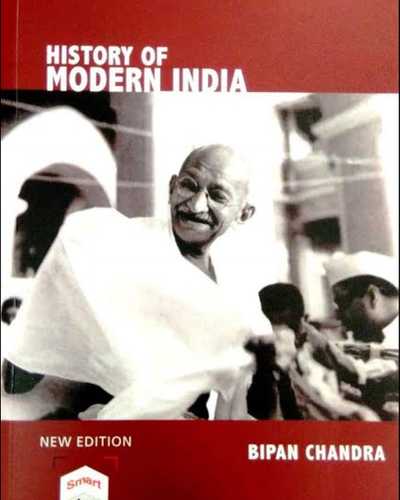 HISTORY OF
MODERN INDIA
NEW EDITION
BIPAN CHANDRA
Smart